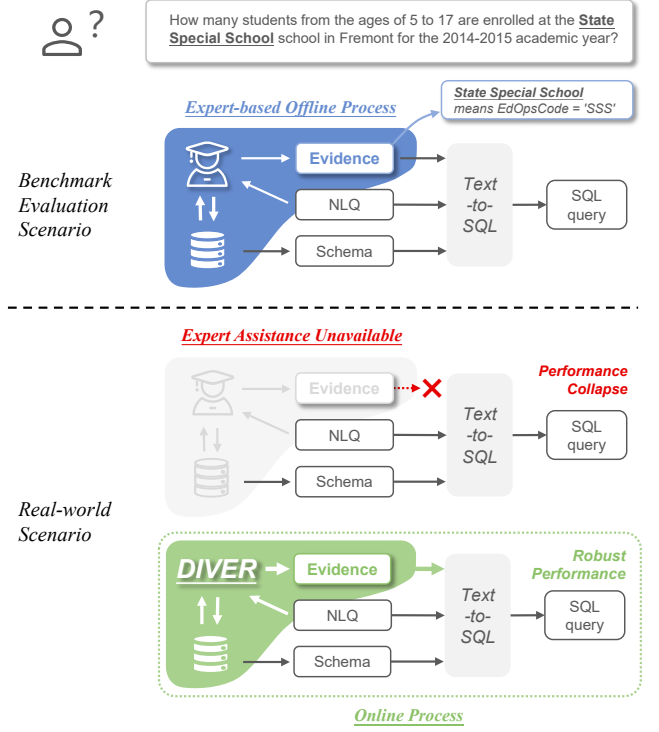 ?
How many students from the ages of 5 to 17 are enrolled at the State
Special School school in Fremont for the 2014-2015 academic year?
Expert-based Offline Process
State Special School
means EdOpsCode = 'SSS'
Benchmark
Evaluation
Scenario
Evidence
NLQ
Schema
Text
-to-
SQL
SQL
query
Expert Assistance Unavailable
Evidence
NLQ
Schema
Text
-to-
SQL
Performance
Collapse
SQL
query
Real-world
Scenario
DIVER
Evidence
NLQ
Schema
Text
-to-
SQL
Robust
Performance
SQL
query
Online Process